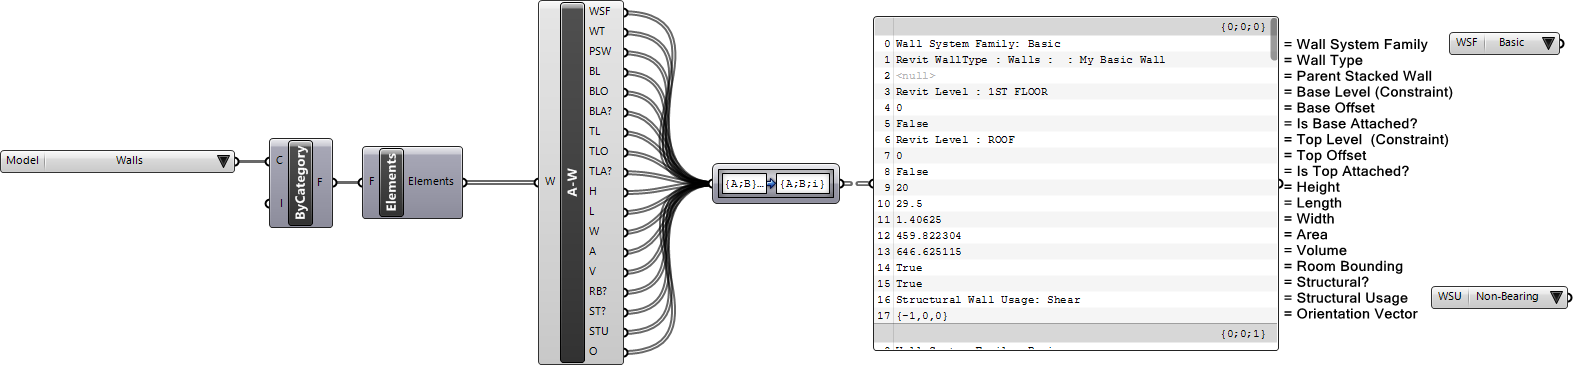 Model Walls
C
I
ByCategory
F
F
Elements
Elements
W
A-W
WSF
WT
PSW
BL
BLO
BLA?
TL
TLO
TLA?
H
L
W
A
V
RB?
ST?
STU
O
{A;B}... {A;B;i}
{0;0;0}
0 Wall System Family: Basic
1 Revit WallType : Walls :  : My Basic Wall
2 <null>
3 Revit Level : 1ST FLOOR
4 0
5 False
6 Revit Level : ROOF
7 0
8 False
9 20
10 29.5
11 1.40625
12 459.822304
13 646.625115
14 True
15 True
16 Structural Wall Usage: Shear
17 {-1,0,0}
{0;0;1}
= Wall System Family
= Wall Type
= Parent Stacked Wall
= Base Level (Constraint)
= Base Offset
= Is Base Attached?
= Top Level  (Constraint)
= Top Offset
= Is Top Attached?
= Height
= Length
= Width
= Area
= Volume
= Room Bounding
= Structural?
= Structural Usage
= Orientation Vector
WSF Basic
WSU Non-Bearing